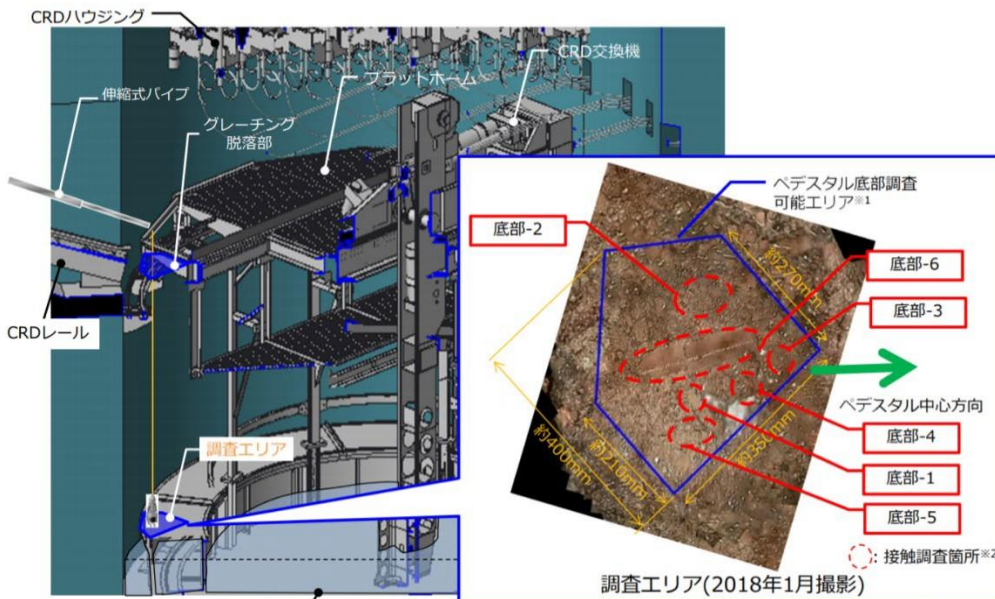 CRDハウジング
伸縮式パイプ
グレーチング
脱落部
プラットホーム
CRD交換機
CRDレール
調査エリア
ペデスタル底部調査
可能エリア※1
底部-2
底部-6
底部-3
約270mm
ペデスタル中心方向
底部-4
約350mm
約210mm
約400mm
底部-1
底部-5
: 接触調査箇所※2
調査エリア(2018年1月撮影)